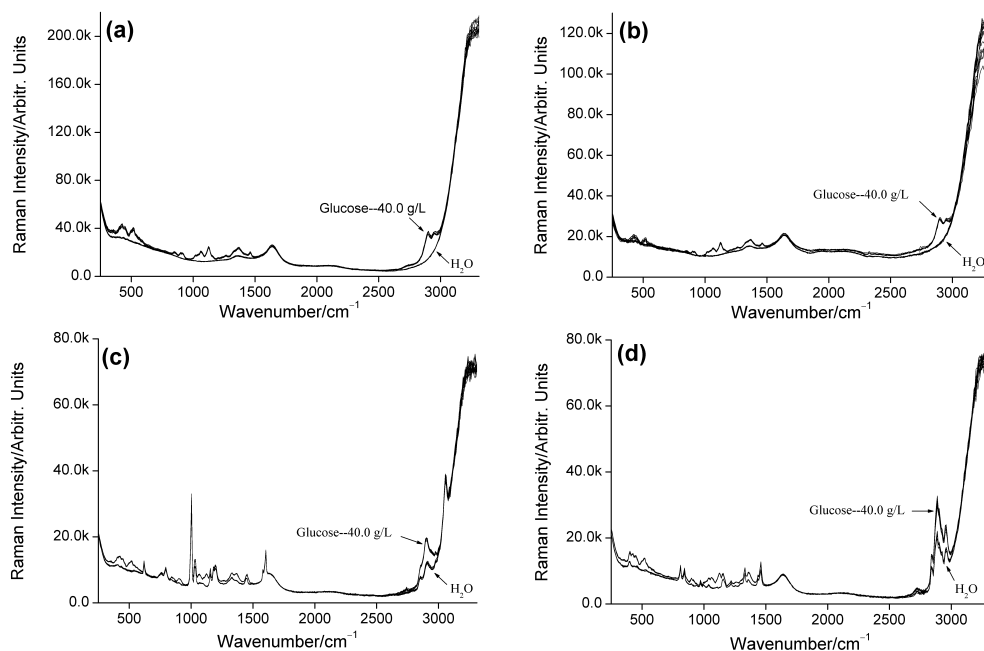 (a)
Raman Intensity/Arbitr. Units
200.0k
160.0k
120.0k
80.0k
40.0k
0.0
Glucose--40.0 g/L
H₂O
500 1000 1500 2000 2500 3000
Wavenumber/cm⁻¹
(b)
Raman Intensity/Arbitr. Units
120.0k
100.0k
80.0k
60.0k
40.0k
20.0k
0.0
Glucose--40.0 g/L
H₂O
500 1000 1500 2000 2500 3000
Wavenumber/cm⁻¹
(c)
Raman Intensity/Arbitr. Units
80.0k
60.0k
40.0k
20.0k
0.0
Glucose--40.0 g/L
H₂O
500 1000 1500 2000 2500 3000
Wavenumber/cm⁻¹
(d)
Raman Intensity/Arbitr. Units
80.0k
60.0k
40.0k
20.0k
0.0
Glucose--40.0 g/L
H₂O
500 1000 1500 2000 2500 3000
Wavenumber/cm⁻¹